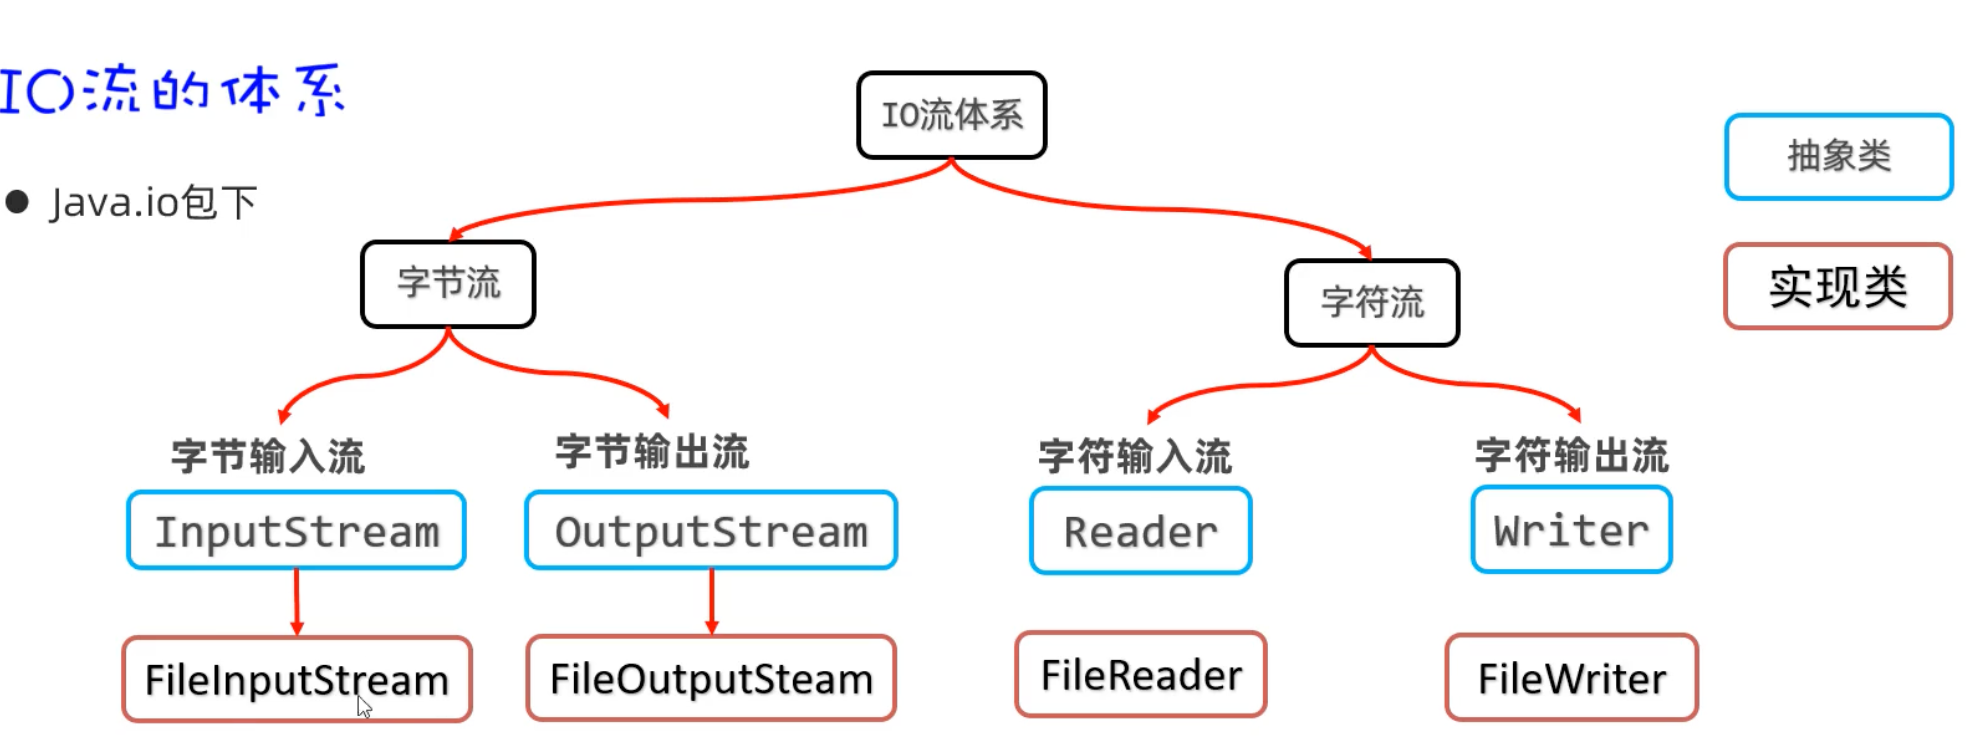 IO流的体系
IO流体系
抽象类
● Java.io包下
字节流
字符流
实现类
字节输入流
字节输出流
字符输入流
字符输出流
InputStream
OutputStream
Reader
Writer
FileInputStream
FileOutputSteam
FileReader
FileWriter